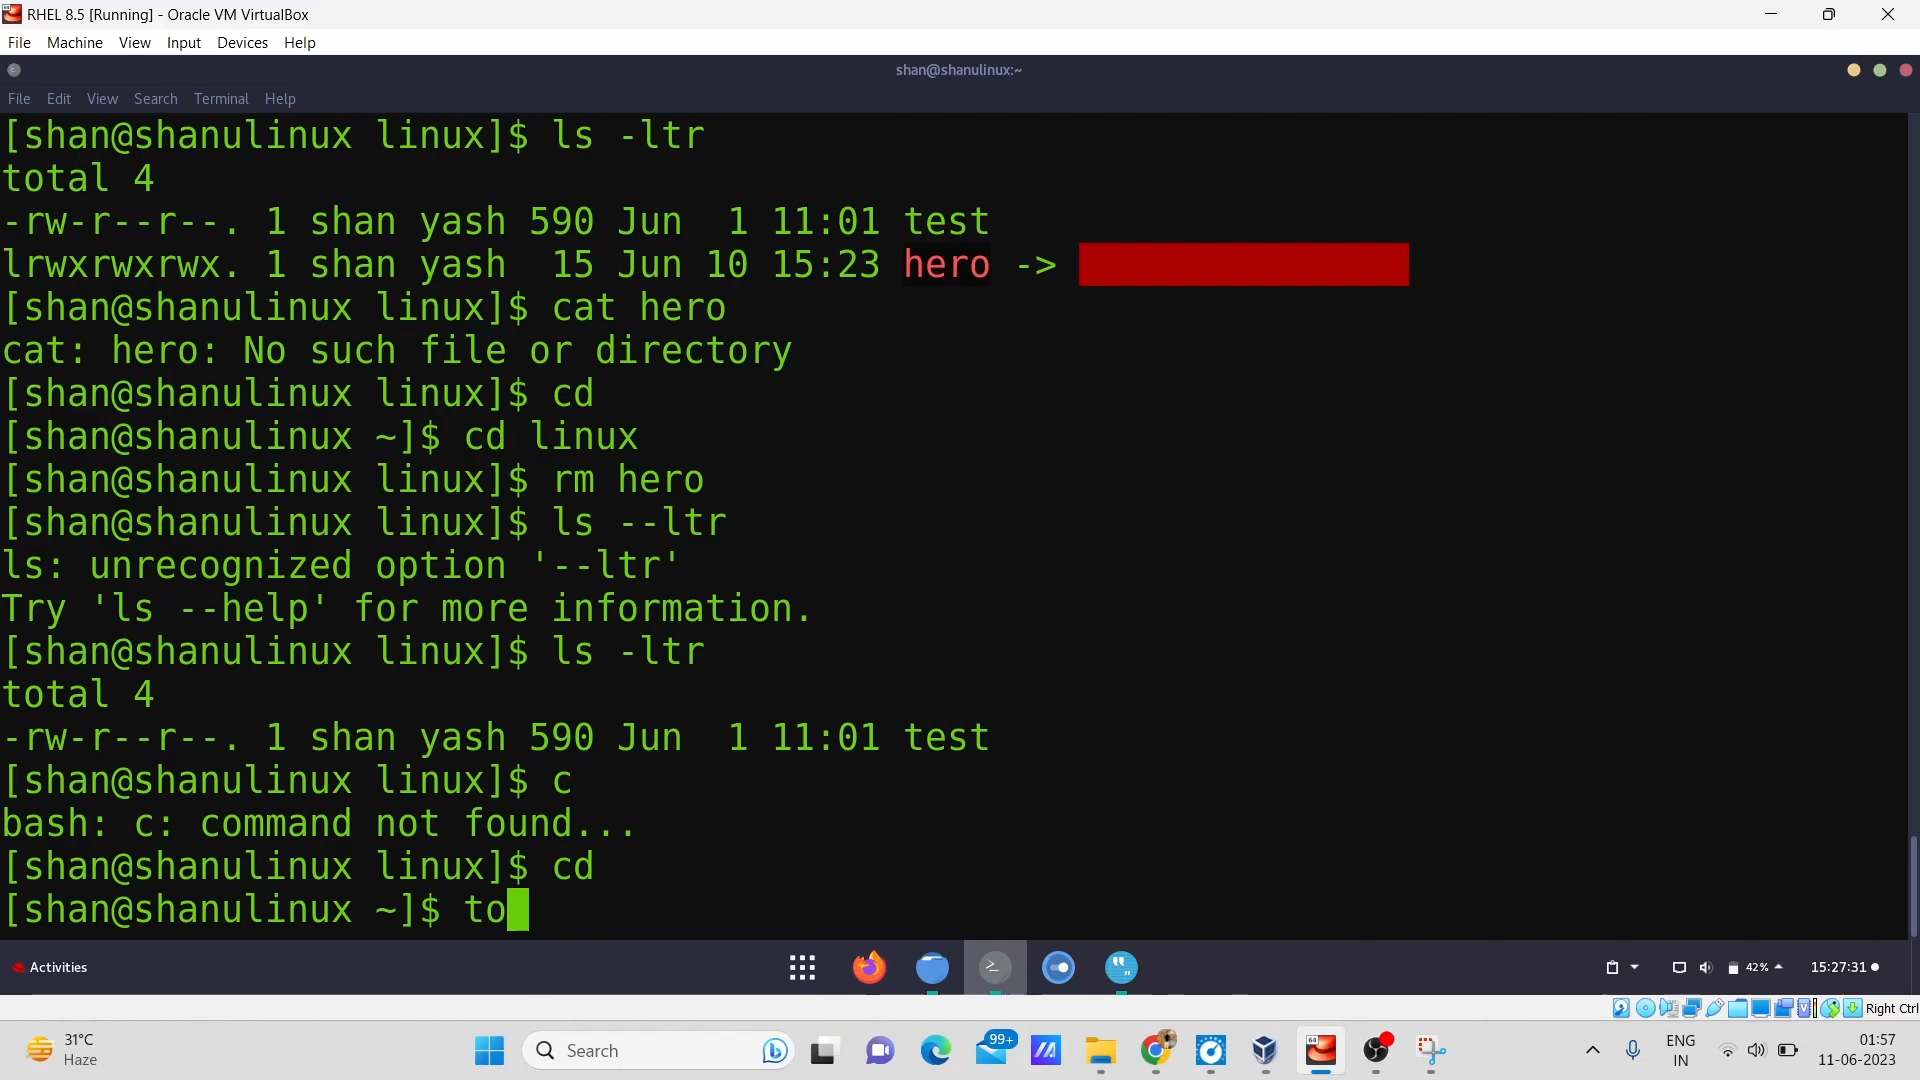 RHEL 8.5 [Running] - Oracle VM VirtualBox
File Machine View Input Devices Help
shan@shanulinux:~
File Edit View Search Terminal Help
[shan@shanulinux linux]$ ls -ltr
total 4
-rw-r--r--. 1 shan yash 590 Jun  1 11:01 test
lrwxrwxrwx. 1 shan yash  15 Jun 10 15:23 hero ->
[shan@shanulinux linux]$ cat hero
cat: hero: No such file or directory
[shan@shanulinux linux]$ cd
[shan@shanulinux ~]$ cd linux
[shan@shanulinux linux]$ rm hero
[shan@shanulinux linux]$ ls --ltr
ls: unrecognized option '--ltr'
Try 'ls --help' for more information.
[shan@shanulinux linux]$ ls -ltr
total 4
-rw-r--r--. 1 shan yash 590 Jun  1 11:01 test
[shan@shanulinux linux]$ c
bash: c: command not found...
[shan@shanulinux linux]$ cd
[shan@shanulinux ~]$ to
Activities 42% 15:27:31
Right Ctrl
31°C
Haze
Search
99+
64
ENG
IN
01:57
11-06-2023